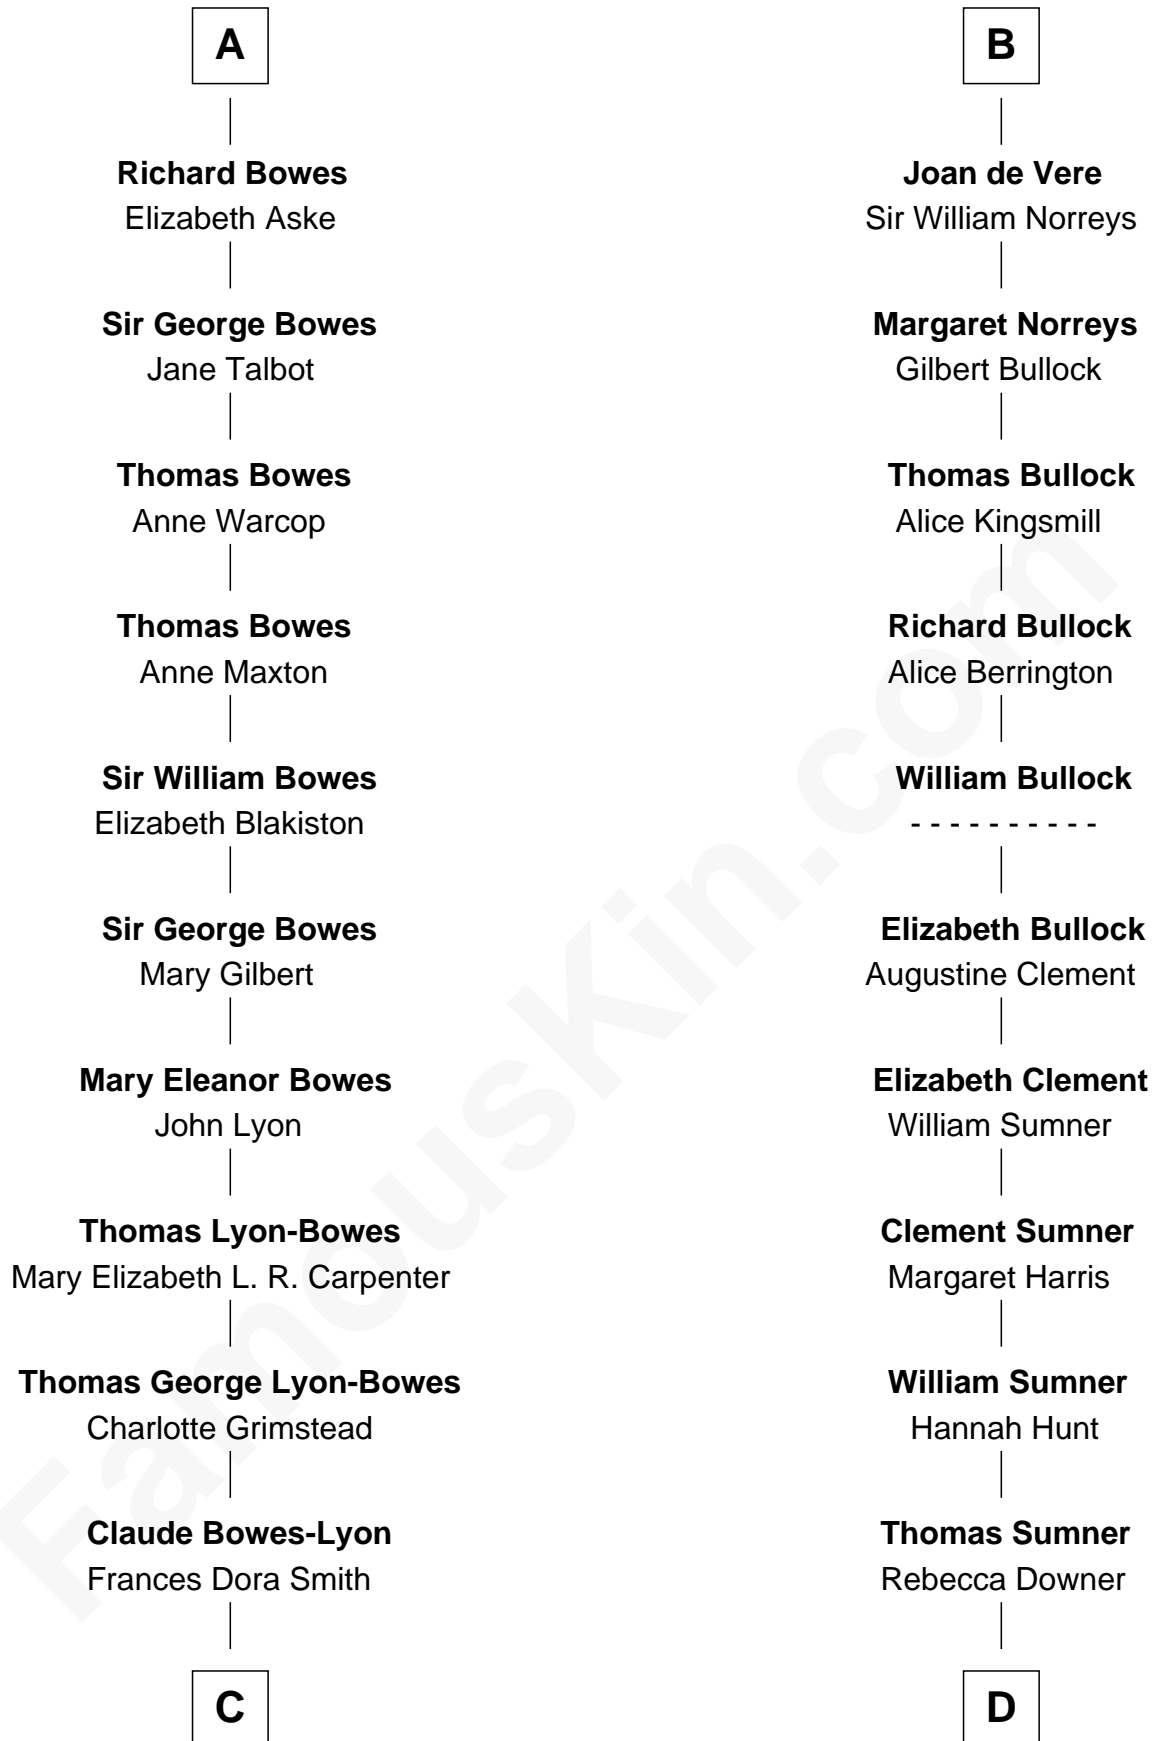 A
Richard Bowes
Elizabeth Aske
Sir George Bowes
Jane Talbot
Thomas Bowes
Anne Warcop
Thomas Bowes
Anne Maxton
Sir William Bowes
Elizabeth Blakiston
Sir George Bowes
Mary Gilbert
Mary Eleanor Bowes
John Lyon
Thomas Lyon-Bowes
Mary Elizabeth L. R. Carpenter
Thomas George Lyon-Bowes
Charlotte Grimstead
Claude Bowes-Lyon
Frances Dora Smith
C
B
Joan de Vere
Sir William Norreys
Margaret Norreys
Gilbert Bullock
Thomas Bullock
Alice Kingsmill
Richard Bullock
Alice Berrington
William Bullock
- - - - - - - - - -
Elizabeth Bullock
Augustine Clement
Elizabeth Clement
William Sumner
Clement Sumner
Margaret Harris
William Sumner
Hannah Hunt
Thomas Sumner
Rebecca Downer
D
FamousKin.com